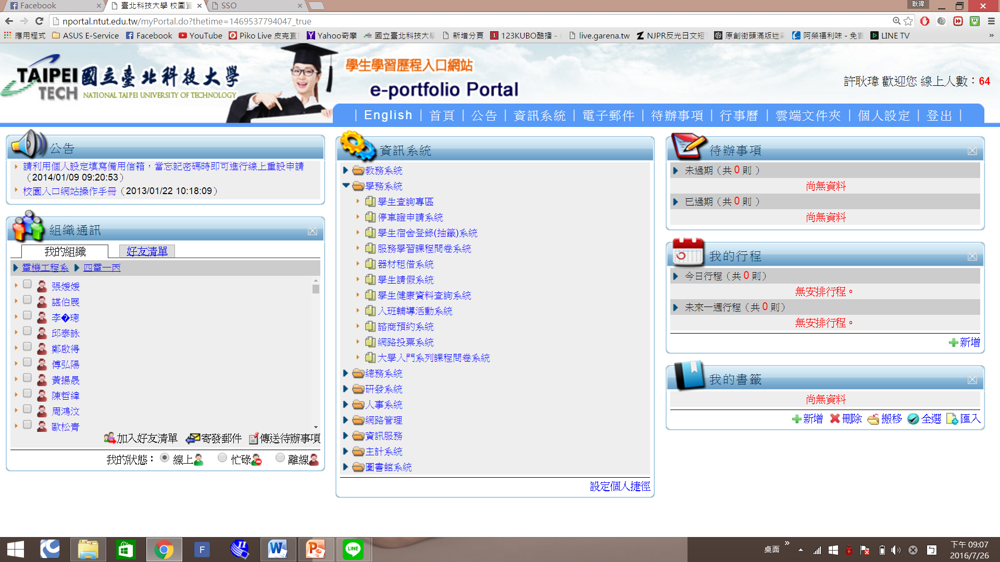 Facebook
臺北科技大學 校園資
SSO
耿瑋
nportal.ntut.edu.tw/myPortal.do?thetime=1469537794047_true
應用程式
ASUS E-Service
Facebook
YouTube
Piko Live 皮克直
Yahoo奇摩
國立臺北科技大
新增分頁
123KUBO酷播 -
live.garena.tw
NJPR反光日文短
原創街頭滿版迷
阿榮福利味 - 免
LINE TV
TAIPEI TECH
國立臺北科技大學
NATIONAL TAIPEI UNIVERSITY OF TECHNOLOGY
學生學習歷程入口網站
e-portfolio Portal
許耿瑋 歡迎您 線上人數：64
| English | 首頁 | 公告 | 資訊系統 | 電子郵件 | 待辦事項 | 行事曆 | 雲端文件夾 | 個人設定 | 登出 |
公告
請利用個人設定填寫備用信箱，當忘記密碼時即可進行線上重設申請
（2014/01/09 09:20:53）
校園入口網站操作手冊（2013/01/22 10:18:09）
組織通訊
我的組織
好友清單
電機工程系
四電一丙
張媛媛
諶伯展
李�璁
邱泰詠
鄭啟得
傅弘陽
黃揚晟
陳哲緯
周鴻汶
歐松青
加入好友清單
寄發郵件
傳送待辦事項
我的狀態：
線上
忙碌
離線
資訊系統
教務系統
學務系統
學生查詢專區
停車證申請系統
學生宿舍登錄(抽籤)系統
服務學習課程問卷系統
器材租借系統
學生請假系統
學生健康資料查詢系統
入班輔導活動系統
諮商預約系統
網路投票系統
大學入門系列課程問卷系統
總務系統
研發系統
人事系統
網路管理
資訊服務
主計系統
圖書館系統
設定個人捷徑
待辦事項
未過期（共 0 則 ）
尚無資料
已過期（共 0 則 ）
尚無資料
我的行程
今日行程（共 0 則）
無安排行程。
未來一週行程（共 0 則）
無安排行程。
新增
我的書籤
尚無資料
新增
刪除
搬移
全選
匯入
F
LINE
桌面
下午 09:07
2016/7/26